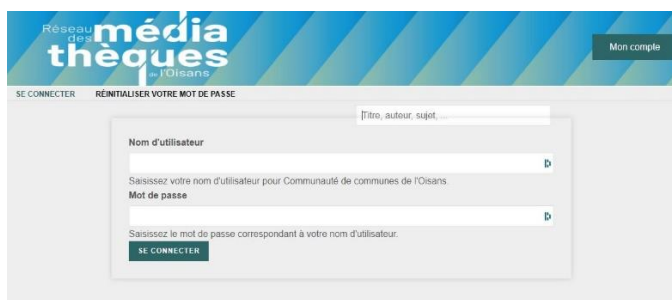 Réseau
des média
thèques
de l'Oisans
Mon compte
SE CONNECTER RÉINITIALISER VOTRE MOT DE PASSE
Titre, auteur, sujet, ...
Nom d'utilisateur
Saisissez votre nom d'utilisateur pour Communauté de communes de l'Oisans.
Mot de passe
Saisissez le mot de passe correspondant à votre nom d'utilisateur.
SE CONNECTER